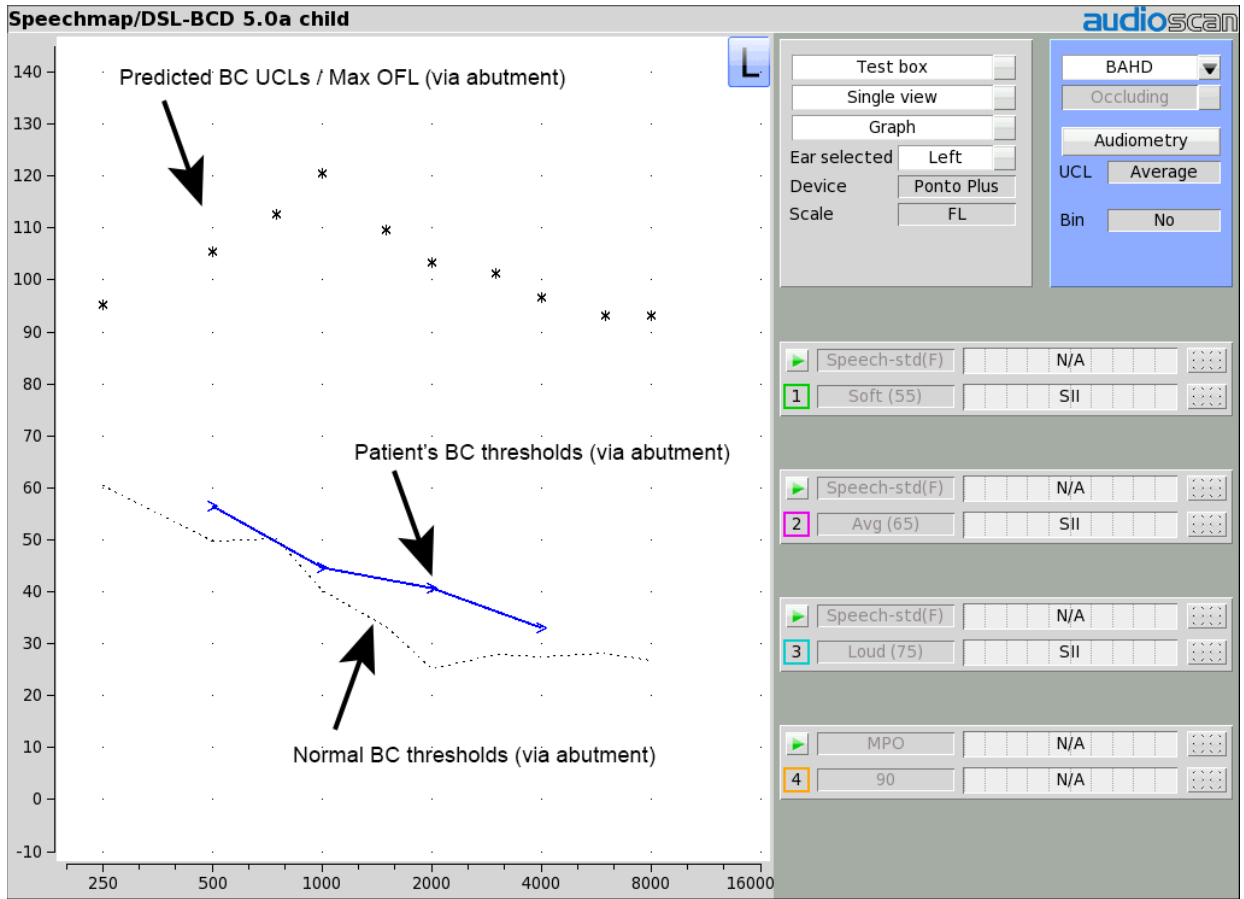 Speechmap/DSL-BCD 5.0a child
audioscan
L
140
130
120
110
100
90
80
70
60
50
40
30
20
10
0
-10
250
500
1000
2000
4000
8000
16000
Predicted BC UCLs / Max OFL (via abutment)
Patient's BC thresholds (via abutment)
Normal BC thresholds (via abutment)
Test box
Single view
Graph
Ear selected Left
Device Ponto Plus
Scale FL
BAHD
Occluding
Audiometry
UCL Average
Bin No
Speech-std(F) N/A
1 Soft (55) SII
Speech-std(F) N/A
2 Avg (65) SII
Speech-std(F) N/A
3 Loud (75) SII
MPO N/A
4 90 N/A